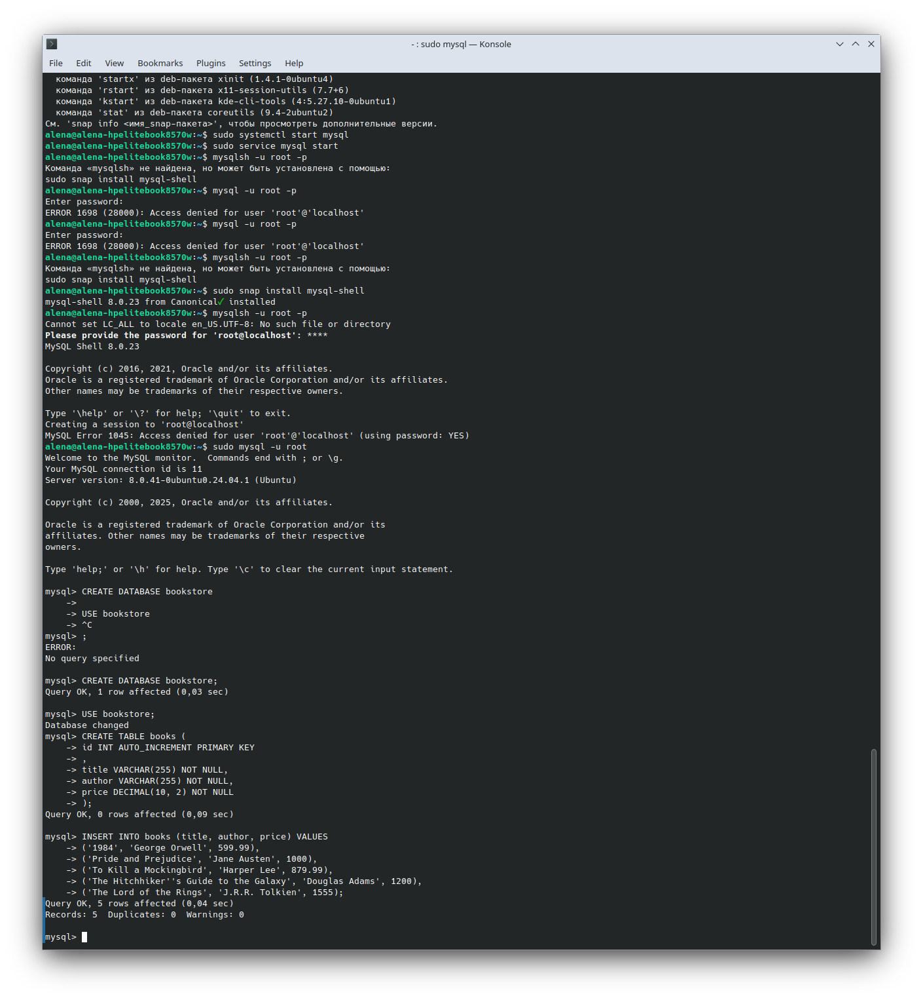 - : sudo mysql — Konsole
File Edit View Bookmarks Plugins Settings Help
команда 'startx' из deb-пакета xinit (1.4.1-0ubuntu4)
команда 'rstart' из deb-пакета x11-session-utils (7.7+6)
команда 'kstart' из deb-пакета kde-cli-tools (4:5.27.10-0ubuntu1)
команда 'stat' из deb-пакета coreutils (9.4-2ubuntu2)
См. 'snap info <имя_snap-пакета>', чтобы просмотреть дополнительные версии.
alena@alena-hpelitebook8570w:~$ sudo systemctl start mysql
alena@alena-hpelitebook8570w:~$ sudo service mysql start
alena@alena-hpelitebook8570w:~$ mysqlsh -u root -p
Команда «mysqlsh» не найдена, но может быть установлена с помощью:
sudo snap install mysql-shell
alena@alena-hpelitebook8570w:~$ mysql -u root -p
Enter password:
ERROR 1698 (28000): Access denied for user 'root'@'localhost'
alena@alena-hpelitebook8570w:~$ mysql -u root -p
Enter password:
ERROR 1698 (28000): Access denied for user 'root'@'localhost'
alena@alena-hpelitebook8570w:~$ mysqlsh -u root -p
Команда «mysqlsh» не найдена, но может быть установлена с помощью:
sudo snap install mysql-shell
alena@alena-hpelitebook8570w:~$ sudo snap install mysql-shell
mysql-shell 8.0.23 from Canonical✓ installed
alena@alena-hpelitebook8570w:~$ mysqlsh -u root -p
Cannot set LC_ALL to locale en_US.UTF-8: No such file or directory
Please provide the password for 'root@localhost': ****
MySQL Shell 8.0.23
Copyright (c) 2016, 2021, Oracle and/or its affiliates.
Oracle is a registered trademark of Oracle Corporation and/or its affiliates.
Other names may be trademarks of their respective owners.
Type '\help' or '\?' for help; '\quit' to exit.
Creating a session to 'root@localhost'
MySQL Error 1045: Access denied for user 'root'@'localhost' (using password: YES)
alena@alena-hpelitebook8570w:~$ sudo mysql -u root
Welcome to the MySQL monitor.  Commands end with ; or \g.
Your MySQL connection id is 11
Server version: 8.0.41-0ubuntu0.24.04.1 (Ubuntu)
Copyright (c) 2000, 2025, Oracle and/or its affiliates.
Oracle is a registered trademark of Oracle Corporation and/or its
affiliates. Other names may be trademarks of their respective
owners.
Type 'help;' or '\h' for help. Type '\c' to clear the current input statement.
mysql> CREATE DATABASE bookstore
->
-> USE bookstore
-> ^C
mysql> ;
ERROR:
No query specified
mysql> CREATE DATABASE bookstore;
Query OK, 1 row affected (0,03 sec)
mysql> USE bookstore;
Database changed
mysql> CREATE TABLE books (
-> id INT AUTO_INCREMENT PRIMARY KEY
-> ,
-> title VARCHAR(255) NOT NULL,
-> author VARCHAR(255) NOT NULL,
-> price DECIMAL(10, 2) NOT NULL
-> );
Query OK, 0 rows affected (0,09 sec)
mysql> INSERT INTO books (title, author, price) VALUES
-> ('1984', 'George Orwell', 599.99),
-> ('Pride and Prejudice', 'Jane Austen', 1000),
-> ('To Kill a Mockingbird', 'Harper Lee', 879.99),
-> ('The Hitchhiker''s Guide to the Galaxy', 'Douglas Adams', 1200),
-> ('The Lord of the Rings', 'J.R.R. Tolkien', 1555);
Query OK, 5 rows affected (0,04 sec)
Records: 5  Duplicates: 0  Warnings: 0
mysql>